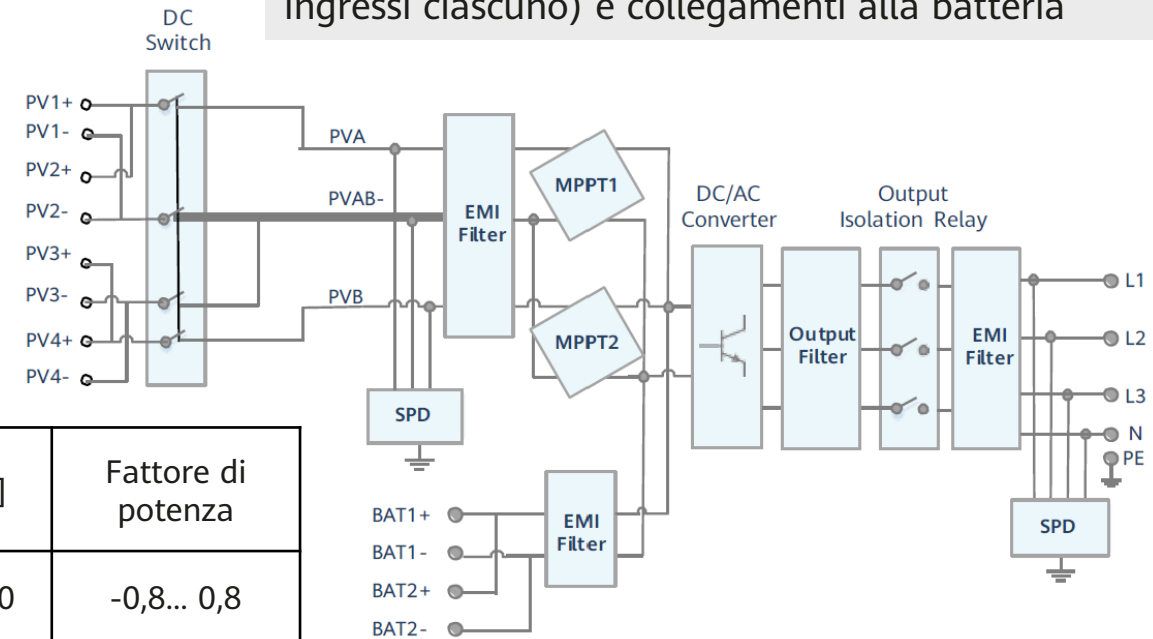 ingressi ciascuno) e collegamenti alla batteria
DC
Switch
PV1+
PV1-
PV2+
PV2-
PV3+
PV3-
PV4+
PV4-
PVA
PVAB-
PVB
EMI
Filter
MPPT1
MPPT2
SPD
DC/AC
Converter
Output
Isolation Relay
Output
Filter
EMI
Filter
L1
L2
L3
N
PE
SPD
BAT1+
BAT1-
BAT2+
BAT2-
EMI
Filter
]
Fattore di
potenza
0
-0,8... 0,8